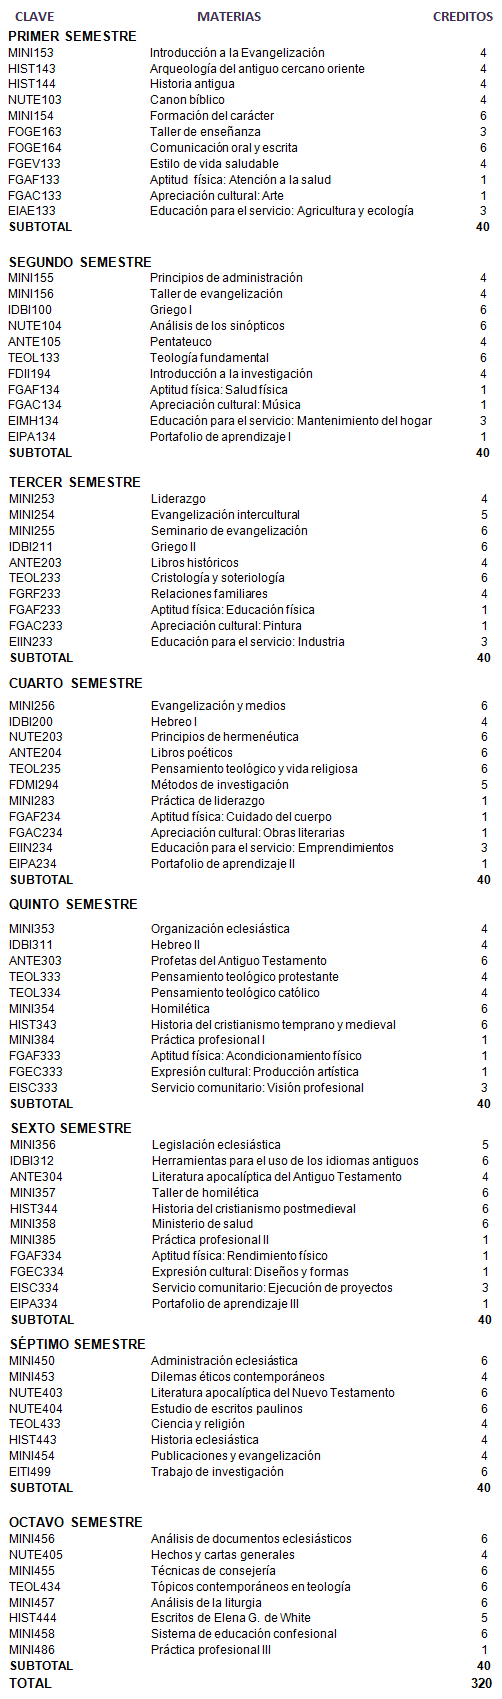 CLAVE MATERIAS CREDITOS
PRIMER SEMESTRE
MINI153 Introducción a la Evangelización 4
HIST143 Arqueología del antiguo cercano oriente 4
HIST144 Historia antigua 4
NUTE103 Canon bíblico 4
MINI154 Formación del carácter 6
FOGE163 Taller de enseñanza 3
FOGE164 Comunicación oral y escrita 6
FGEV133 Estilo de vida saludable 4
FGAF133 Aptitud física: Atención a la salud 1
FGAC133 Apreciación cultural: Arte 1
EIAE133 Educación para el servicio: Agricultura y ecología 3
SUBTOTAL 40
SEGUNDO SEMESTRE
MINI155 Principios de administración 4
MINI156 Taller de evangelización 4
IDBI100 Griego I 6
NUTE104 Análisis de los sinópticos 6
ANTE105 Pentateuco 4
TEOL133 Teología fundamental 6
FDII194 Introducción a la investigación 4
FGAF134 Aptitud física: Salud física 1
FGAC134 Apreciación cultural: Música 1
EIMH134 Educación para el servicio: Mantenimiento del hogar 3
EIPA134 Portafolio de aprendizaje I 1
SUBTOTAL 40
TERCER SEMESTRE
MINI253 Liderazgo 4
MINI254 Evangelización intercultural 5
MINI255 Seminario de evangelización 6
IDBI211 Griego II 6
ANTE203 Libros históricos 4
TEOL233 Cristología y soteriología 6
FGRF233 Relaciones familiares 4
FGAF233 Aptitud física: Educación física 1
FGAC233 Apreciación cultural: Pintura 1
EIIN233 Educación para el servicio: Industria 3
SUBTOTAL 40
CUARTO SEMESTRE
MINI256 Evangelización y medios 6
IDBI200 Hebreo I 4
NUTE203 Principios de hermenéutica 6
ANTE204 Libros poéticos 6
TEOL235 Pensamiento teológico y vida religiosa 6
FDMI294 Métodos de investigación 5
MINI283 Práctica de liderazgo 1
FGAF234 Aptitud física: Cuidado del cuerpo 1
FGAC234 Apreciación cultural: Obras literarias 1
EIIN234 Educación para el servicio: Emprendimientos 3
EIPA234 Portafolio de aprendizaje II 1
SUBTOTAL 40
QUINTO SEMESTRE
MINI353 Organización eclesiástica 4
IDBI311 Hebreo II 4
ANTE303 Profetas del Antiguo Testamento 6
TEOL333 Pensamiento teológico protestante 4
TEOL334 Pensamiento teológico católico 4
MINI354 Homilética 6
HIST343 Historia del cristianismo temprano y medieval 6
MINI384 Práctica profesional I 1
FGAF333 Aptitud física: Acondicionamiento físico 1
FGEC333 Expresión cultural: Producción artística 1
EISC333 Servicio comunitario: Visión profesional 3
SUBTOTAL 40
SEXTO SEMESTRE
MINI356 Legislación eclesiástica 5
IDBI312 Herramientas para el uso de los idiomas antiguos 6
ANTE304 Literatura apocalíptica del Antiguo Testamento 4
MINI357 Taller de homilética 6
HIST344 Historia del cristianismo postmedieval 6
MINI358 Ministerio de salud 6
MINI385 Práctica profesional II 1
FGAF334 Aptitud física: Rendimiento físico 1
FGEC334 Expresión cultural: Diseños y formas 1
EISC334 Servicio comunitario: Ejecución de proyectos 3
EIPA334 Portafolio de aprendizaje III 1
SUBTOTAL 40
SÉPTIMO SEMESTRE
MINI450 Administración eclesiástica 6
MINI453 Dilemas éticos contemporáneos 4
NUTE403 Literatura apocalíptica del Nuevo Testamento 6
NUTE404 Estudio de escritos paulinos 6
TEOL433 Ciencia y religión 4
HIST443 Historia eclesiástica 4
MINI454 Publicaciones y evangelización 4
EITI499 Trabajo de investigación 6
SUBTOTAL 40
OCTAVO SEMESTRE
MINI456 Análisis de documentos eclesiásticos 6
NUTE405 Hechos y cartas generales 4
MINI455 Técnicas de consejería 6
TEOL434 Tópicos contemporáneos en teología 6
MINI457 Análisis de la liturgia 6
HIST444 Escritos de Elena G. de White 5
MINI458 Sistema de educación confesional 6
MINI486 Práctica profesional III 1
SUBTOTAL 40
TOTAL 320